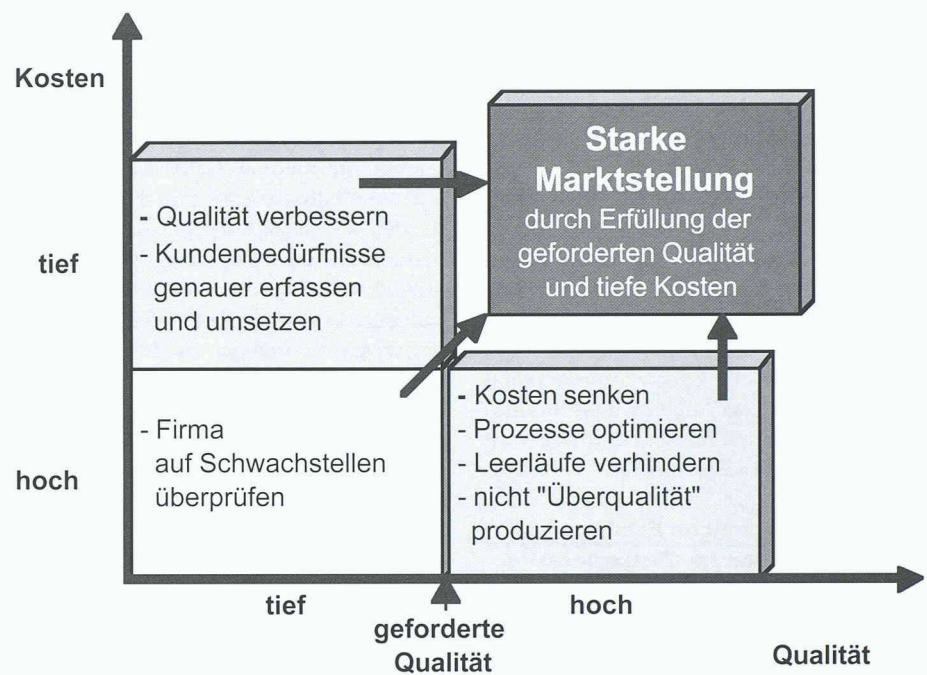 Kosten
Starke
Marktstellung
durch Erfüllung der
geforderten Qualität
und tiefe Kosten
tief
- Qualität verbessern
- Kundenbedürfnisse
genauer erfassen
und umsetzen
hoch
- Firma
auf Schwachstellen
überprüfen
- Kosten senken
- Prozesse optimieren
- Leerläufe verhindern
- nicht "Überqualität"
produzieren
tief
hoch
geforderte
Qualität
Qualität